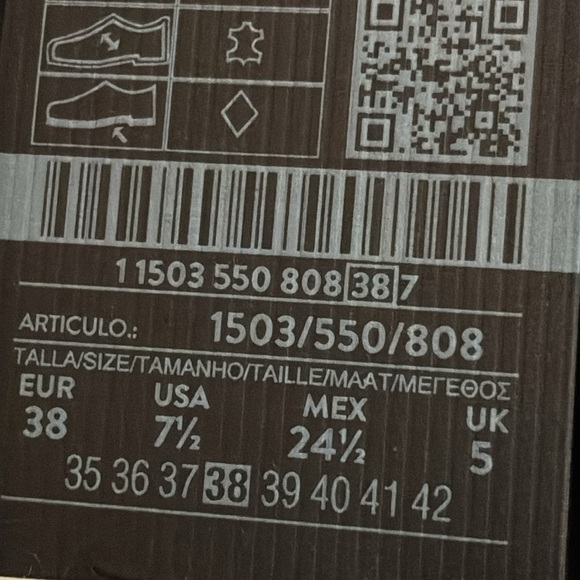 1 1503 550 808 38 7
ARTICULO.: 1503/550/808
TALLA/SIZE/TAMANHO/TAILLE/MAAT/ΜΕΓΕΘΟΣ
EUR USA MEX UK
38 7½ 24½ 5
35 36 37 38 39 40 41 42